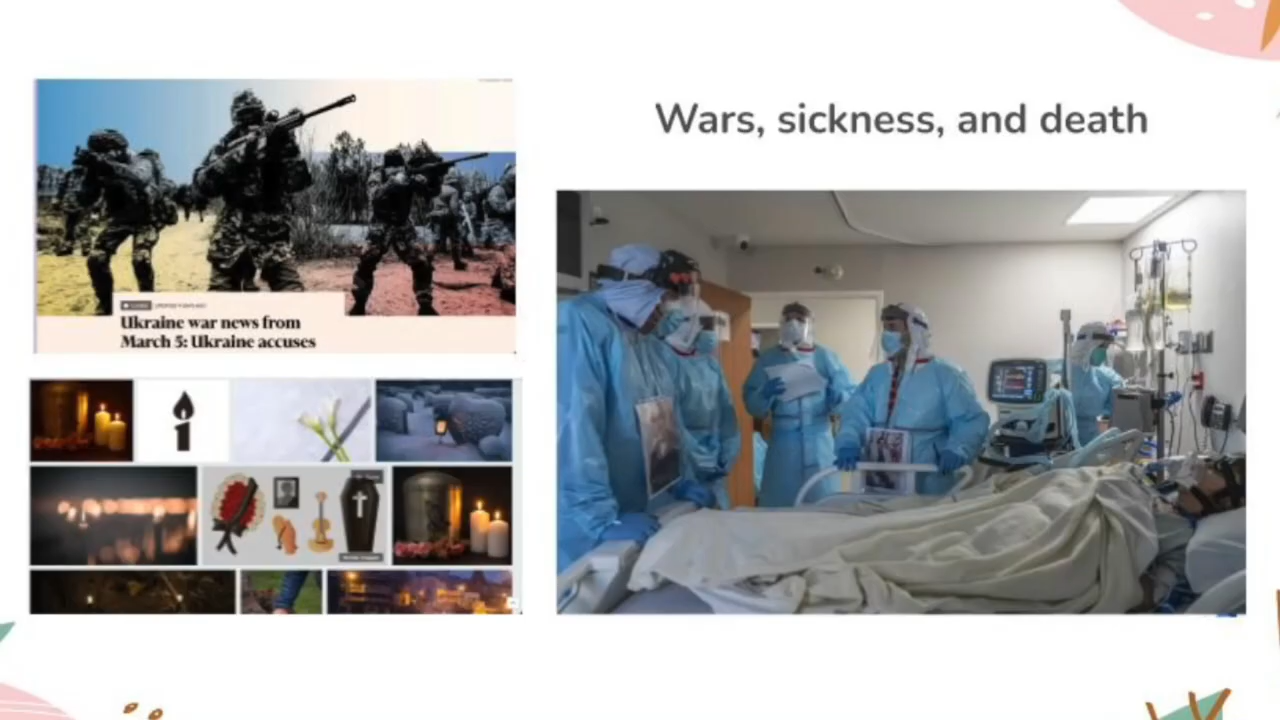 Wars, sickness, and death
Ukraine war news from
March 5: Ukraine accuses